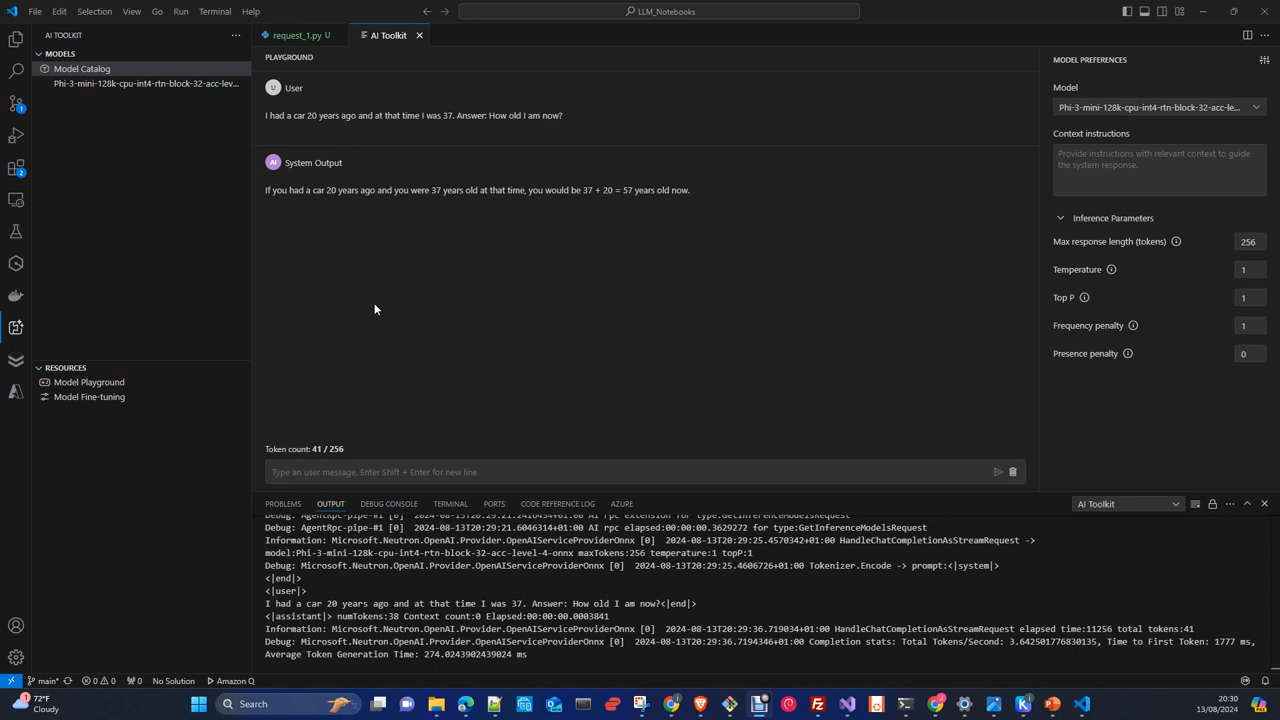 File Edit Selection View Go Run Terminal Help
LLM_Notebooks
AI TOOLKIT
MODELS
Model Catalog
Phi-3-mini-128k-cpu-int4-rtn-block-32-acc-lev...
RESOURCES
Model Playground
Model Fine-tuning
request_1.py U
AI Toolkit
PLAYGROUND
U User
I had a car 20 years ago and at that time I was 37. Answer: How old I am now?
AI System Output
If you had a car 20 years ago and you were 37 years old at that time, you would be 37 + 20 = 57 years old now.
Token count: 41 / 256
Type an user message. Enter Shift + Enter for new line
MODEL PREFERENCES
Model
Phi-3-mini-128k-cpu-int4-rtn-block-32-acc-le...
Context instructions
Provide instructions with relevant context to guide
the system response.
Inference Parameters
Max response length (tokens) 256
Temperature 1
Top P 1
Frequency penalty 1
Presence penalty 0
PROBLEMS OUTPUT DEBUG CONSOLE TERMINAL PORTS CODE REFERENCE LOG AZURE
AI Toolkit
Debug: AgentRpc-pipe-#1 [0] 2024-08-13T20:29:21.6046314+01:00 AI rpc elapsed:00:00:00.3629272 for type:GetInferenceModelsRequest
Information: Microsoft.Neutron.OpenAI.Provider.OpenAIServiceProviderOnnx [0] 2024-08-13T20:29:25.4570342+01:00 HandleChatCompletionAsStreamRequest ->
model:Phi-3-mini-128k-cpu-int4-rtn-block-32-acc-level-4-onnx maxTokens:256 temperature:1 topP:1
Debug: Microsoft.Neutron.OpenAI.Provider.OpenAIServiceProviderOnnx [0] 2024-08-13T20:29:25.4606726+01:00 Tokenizer.Encode -> prompt:<|system|>
<|end|>
<|user|>
I had a car 20 years ago and at that time I was 37. Answer: How old I am now?<|end|>
<|assistant|> numTokens:38 Context count:0 Elapsed:00:00:00.0003841
Information: Microsoft.Neutron.OpenAI.Provider.OpenAIServiceProviderOnnx [0] 2024-08-13T20:29:36.719034+01:00 HandleChatCompletionAsStreamRequest elapsed time:11256 total tokens:41
Debug: Microsoft.Neutron.OpenAI.Provider.OpenAIServiceProviderOnnx [0] 2024-08-13T20:29:36.7194346+01:00 Completion stats: Total Tokens/Second: 3.642501776830135, Time to First Token: 1777 ms,
Average Token Generation Time: 274.0243902439024 ms
main* 0 0 0 No Solution Amazon Q
72°F
Cloudy
Search
20:30
13/08/2024